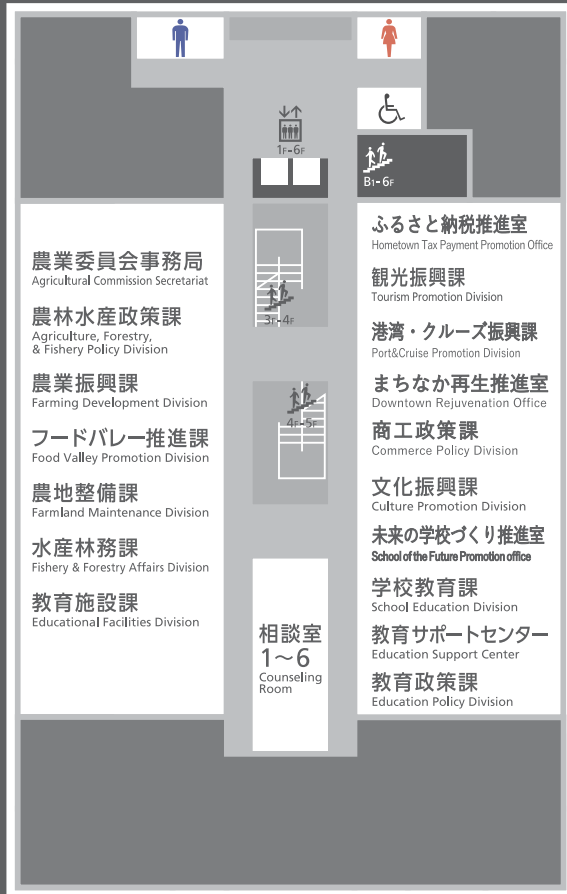 1F-6F
B1-6F
3F-4F
4F-5F
農業委員会事務局
Agricultural Commission Secretariat
農林水産政策課
Agriculture, Forestry,
& Fishery Policy Division
農業振興課
Farming Development Division
フードバレー推進課
Food Valley Promotion Division
農地整備課
Farmland Maintenance Division
水産林務課
Fishery & Forestry Affairs Division
教育施設課
Educational Facilities Division
相談室
1～6
Counseling
Room
ふるさと納税推進室
Hometown Tax Payment Promotion Office
観光振興課
Tourism Promotion Division
港湾・クルーズ振興課
Port&Cruise Promotion Division
まちなか再生推進室
Downtown Rejuvenation Office
商工政策課
Commerce Policy Division
文化振興課
Culture Promotion Division
未来の学校づくり推進室
School of the Future Promotion office
学校教育課
School Education Division
教育サポートセンター
Education Support Center
教育政策課
Education Policy Division